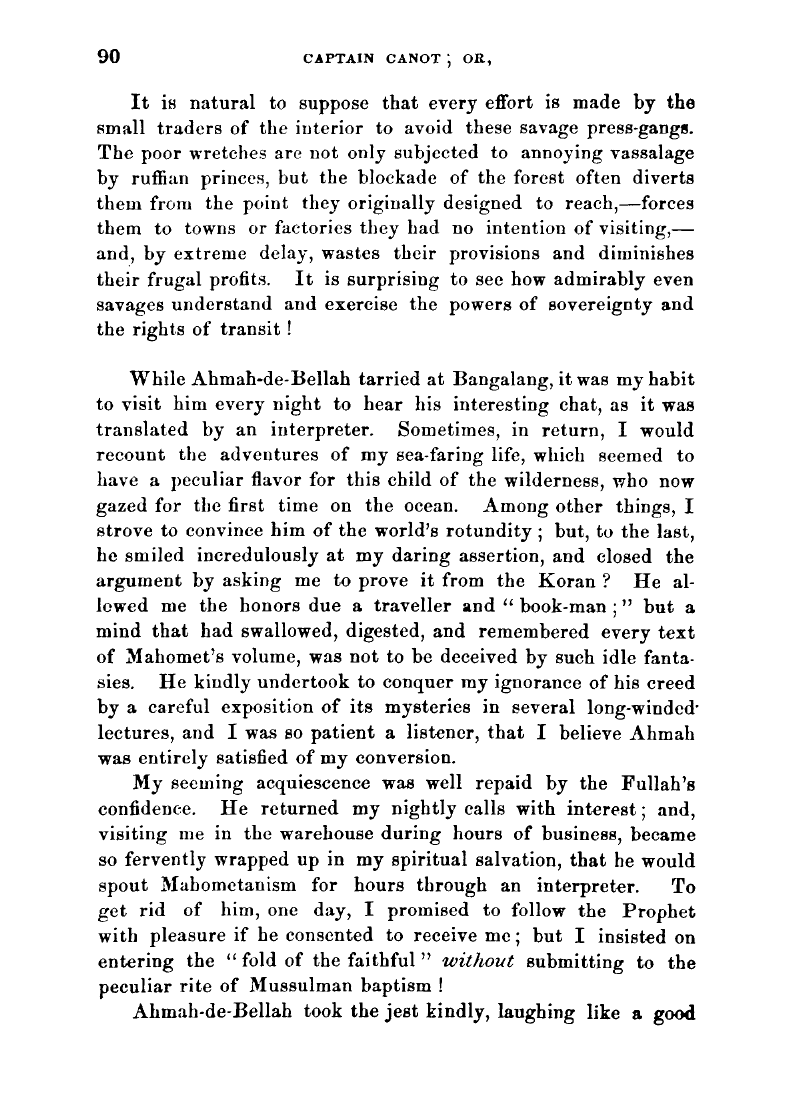 90 CAPTAIN CANOT; OR,
It is natural to suppose that every effort is made by the
small traders of the interior to avoid these savage press-gangs.
The poor wretches are not only subjected to annoying vassalage
by ruffian princes, but the blockade of the forest often diverts
them from the point they originally designed to reach,—forces
them to towns or factories they had no intention of visiting,—
and, by extreme delay, wastes their provisions and diminishes
their frugal profits. It is surprising to see how admirably even
savages understand and exercise the powers of sovereignty and
the rights of transit !
While Ahmah-de-Bellah tarried at Bangalang, it was my habit
to visit him every night to hear his interesting chat, as it was
translated by an interpreter. Sometimes, in return, I would
recount the adventures of my sea-faring life, which seemed to
have a peculiar flavor for this child of the wilderness, who now
gazed for the first time on the ocean. Among other things, I
strove to convince him of the world's rotundity ; but, to the last,
he smiled incredulously at my daring assertion, and closed the
argument by asking me to prove it from the Koran ? He al-
lowed me the honors due a traveller and " book-man ; " but a
mind that had swallowed, digested, and remembered every text
of Mahomet's volume, was not to be deceived by such idle fanta-
sies. He kindly undertook to conquer my ignorance of his creed
by a careful exposition of its mysteries in several long-winded
lectures, and I was so patient a listener, that I believe Ahmah
was entirely satisfied of my conversion.
My seeming acquiescence was well repaid by the Fullah's
confidence. He returned my nightly calls with interest ; and,
visiting me in the warehouse during hours of business, became
so fervently wrapped up in my spiritual salvation, that he would
spout Mahometanism for hours through an interpreter. To
get rid of him, one day, I promised to follow the Prophet
with pleasure if he consented to receive me ; but I insisted on
entering the " fold of the faithful " without submitting to the
peculiar rite of Mussulman baptism !
Ahmah-de-Bellah took the jest kindly, laughing like a good